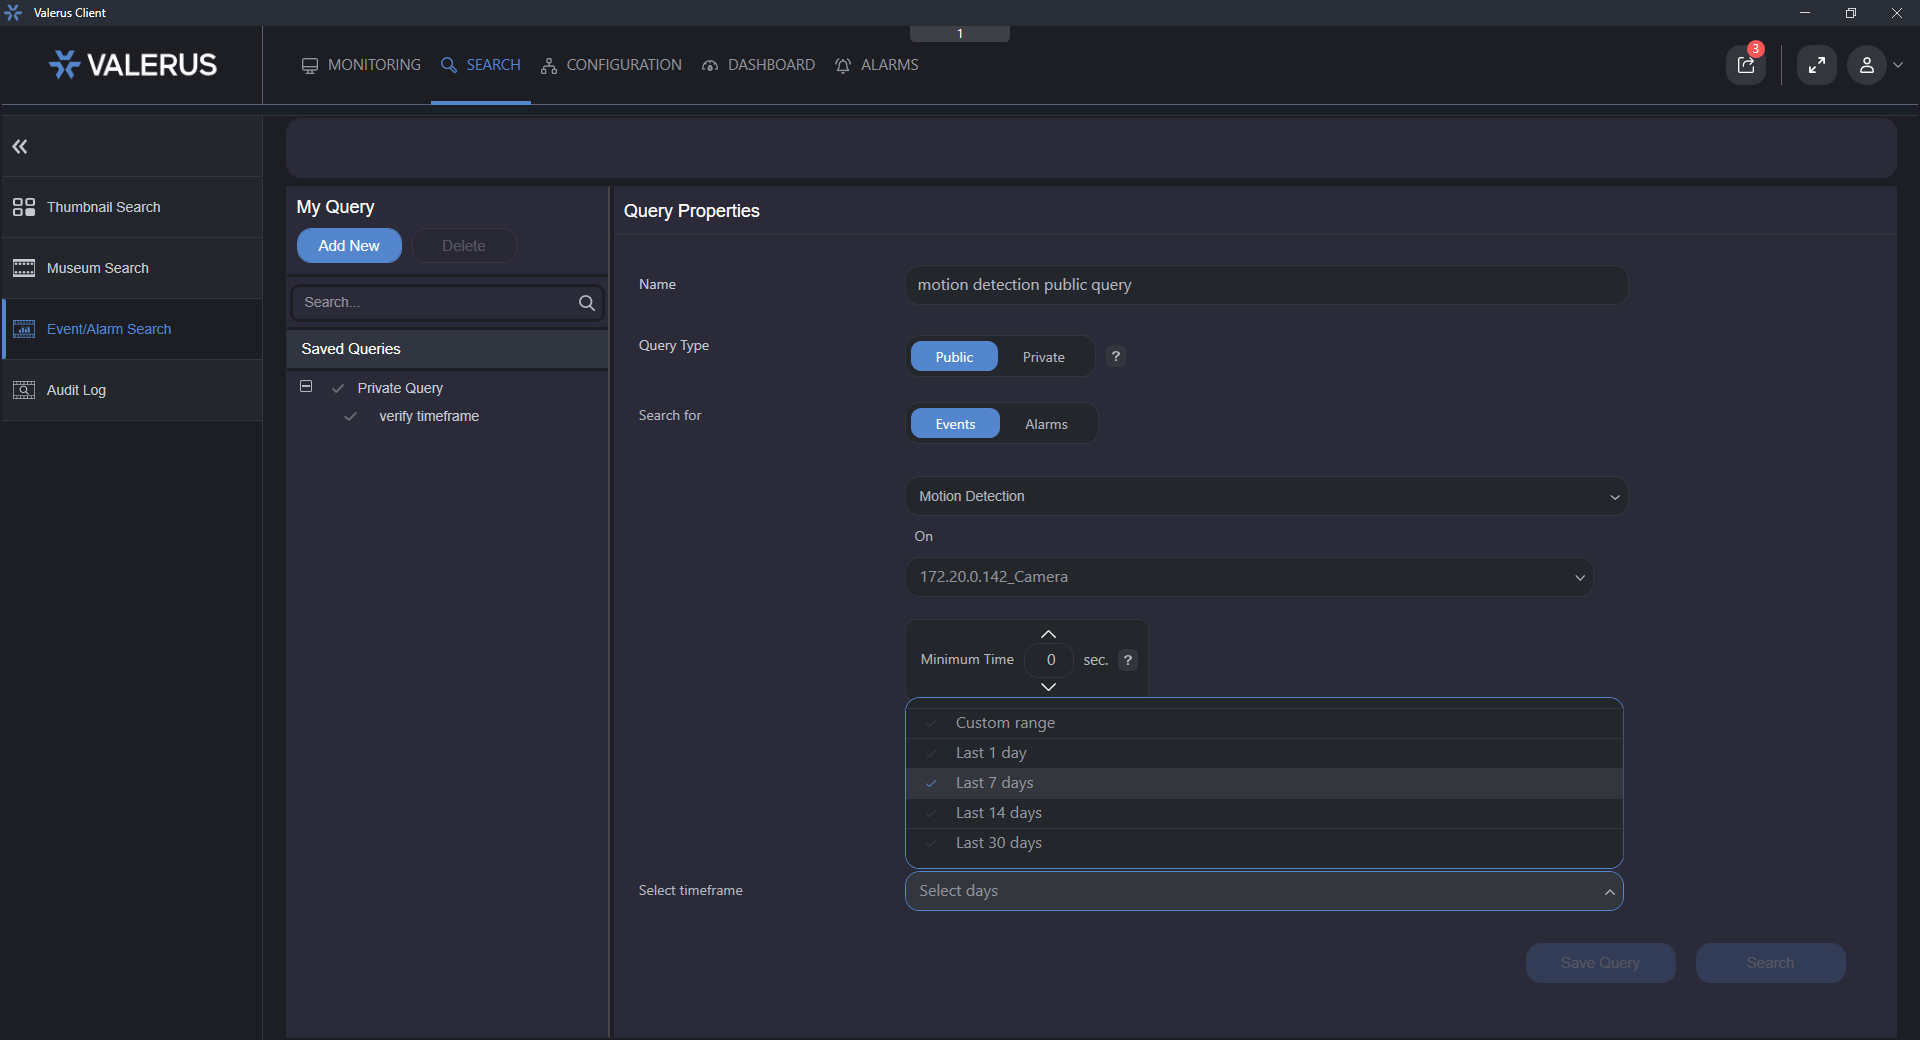 Valerus Client
1
VALERUS
MONITORING
SEARCH
CONFIGURATION
DASHBOARD
ALARMS
3
Thumbnail Search
Museum Search
Event/Alarm Search
Audit Log
My Query
Add New
Delete
Search...
Saved Queries
Private Query
verify timeframe
Query Properties
Name
motion detection public query
Query Type
Public
Private
?
Search for
Events
Alarms
Motion Detection
On
172.20.0.142_Camera
Minimum Time
0
sec.
?
Custom range
Last 1 day
Last 7 days
Last 14 days
Last 30 days
Select timeframe
Select days
Save Query
Search